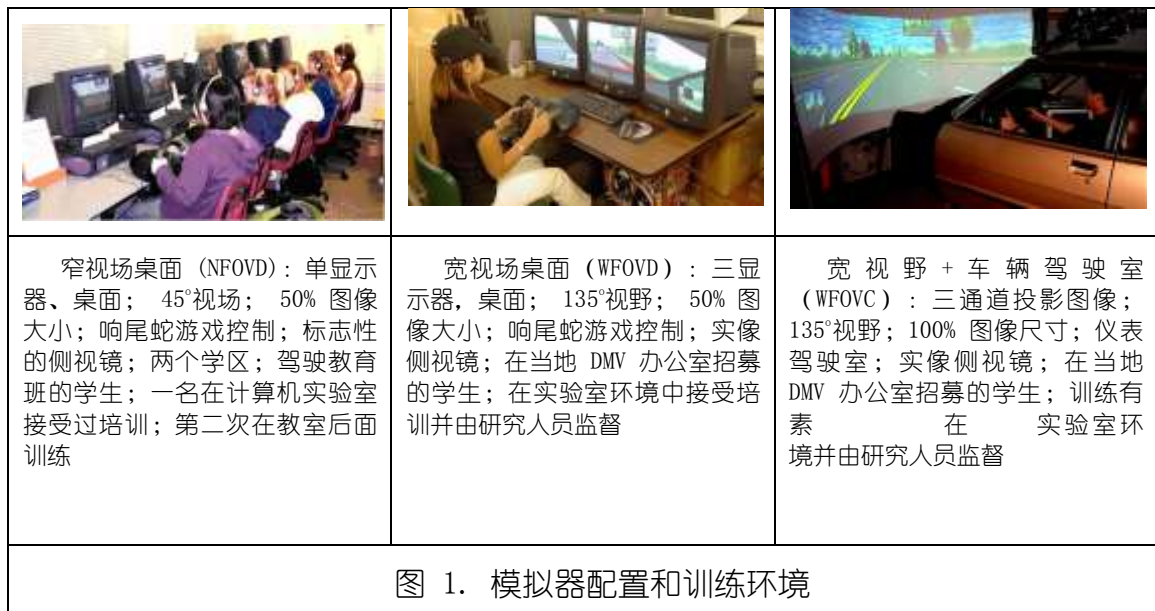 窄视场桌面 (NFOVD): 单显示
器、桌面; 45°视场; 50% 图像
大小; 响尾蛇游戏控制; 标志性
的侧视镜; 两个学区; 驾驶教育
班的学生; 一名在计算机实验室
接受过培训; 第二次在教室后面
训练
宽视场桌面 (WFOVD) : 三显
示器, 桌面; 135°视野; 50% 图
像大小; 响尾蛇游戏控制; 实像
侧视镜; 在当地 DMV 办公室招募
的学生; 在实验室环境中接受培
训并由研究人员监督
宽视野+车辆驾驶室
(WFOVC) : 三通道投影图像;
135°视野; 100% 图像尺寸; 仪表
驾驶室; 实像侧视镜; 在当地
DMV 办公室招募的学生; 训练有
素 在 实验室环
境并由研究人员监督
图 1. 模拟器配置和训练环境